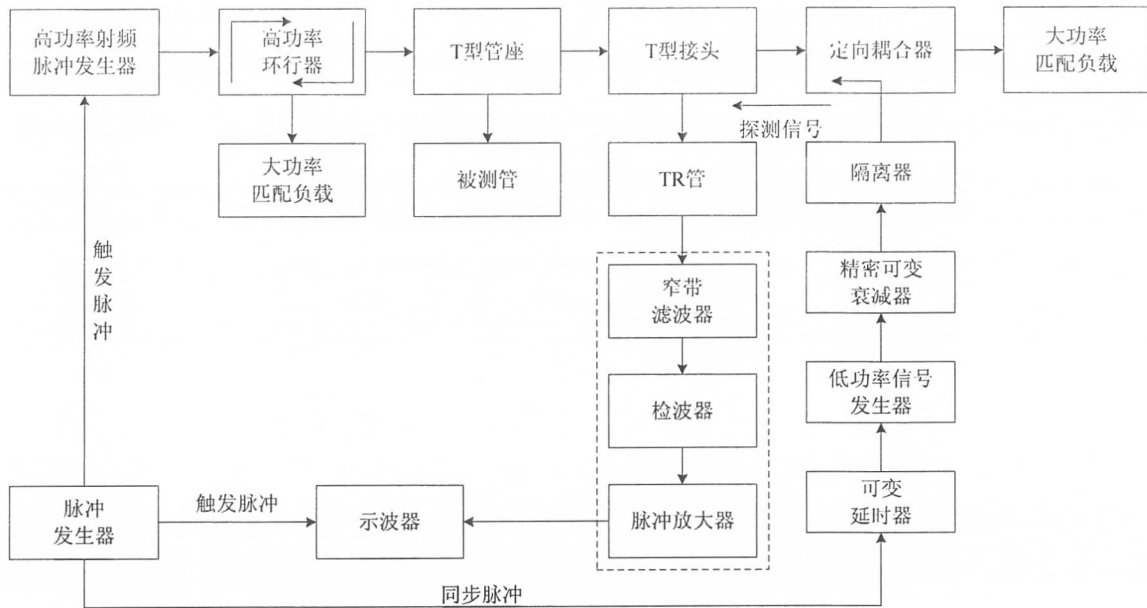 高功率射频
脉冲发生器
高功率
环行器
T型管座
T型接头
定向耦合器
大功率
匹配负载
探测信号
大功率
匹配负载
被测管
TR管
隔离器
触
发
脉
冲
窄带
滤波器
精密可变
衰减器
检波器
低功率信号
发生器
脉冲
发生器
触发脉冲
示波器
脉冲放大器
可变
延时器
同步脉冲